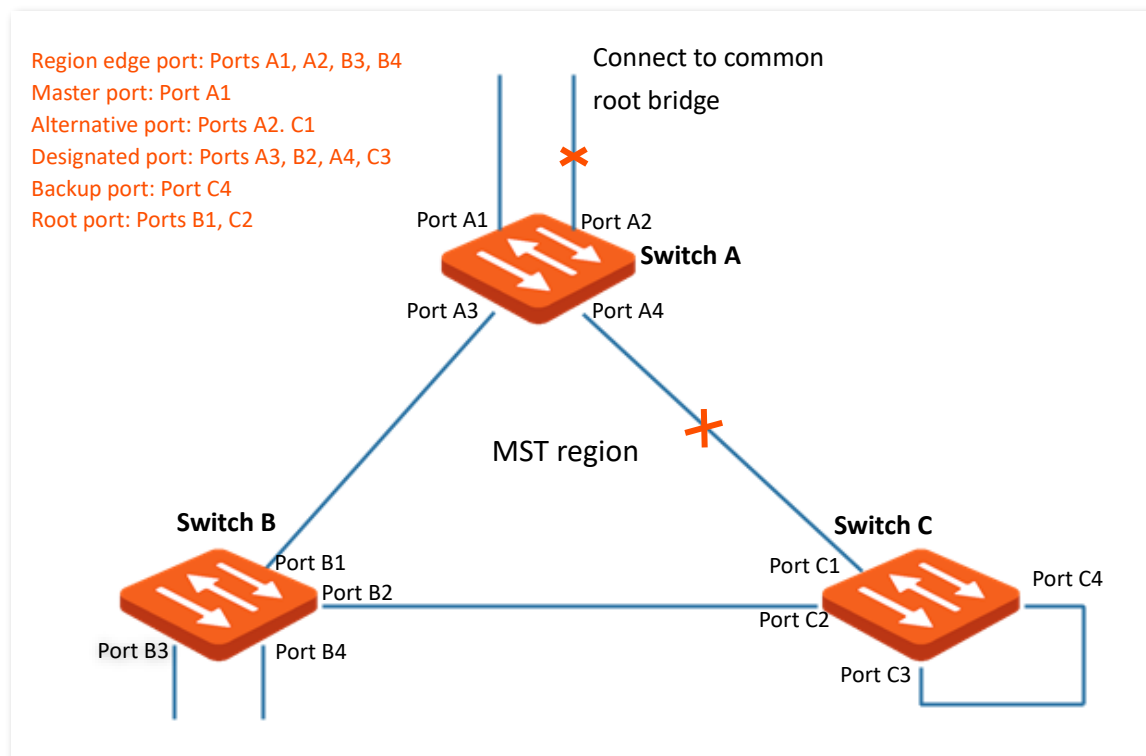 Region edge port: Ports A1, A2, B3, B4
Master port: Port A1
Alternative port: Ports A2. C1
Designated port: Ports A3, B2, A4, C3
Backup port: Port C4
Root port: Ports B1, C2
Connect to common
root bridge
Port A1
Port A2
Switch A
Port A3
Port A4
MST region
Switch B
Switch C
Port B1
Port C1
Port C4
Port B2
Port C2
Port B3
Port B4
Port C3